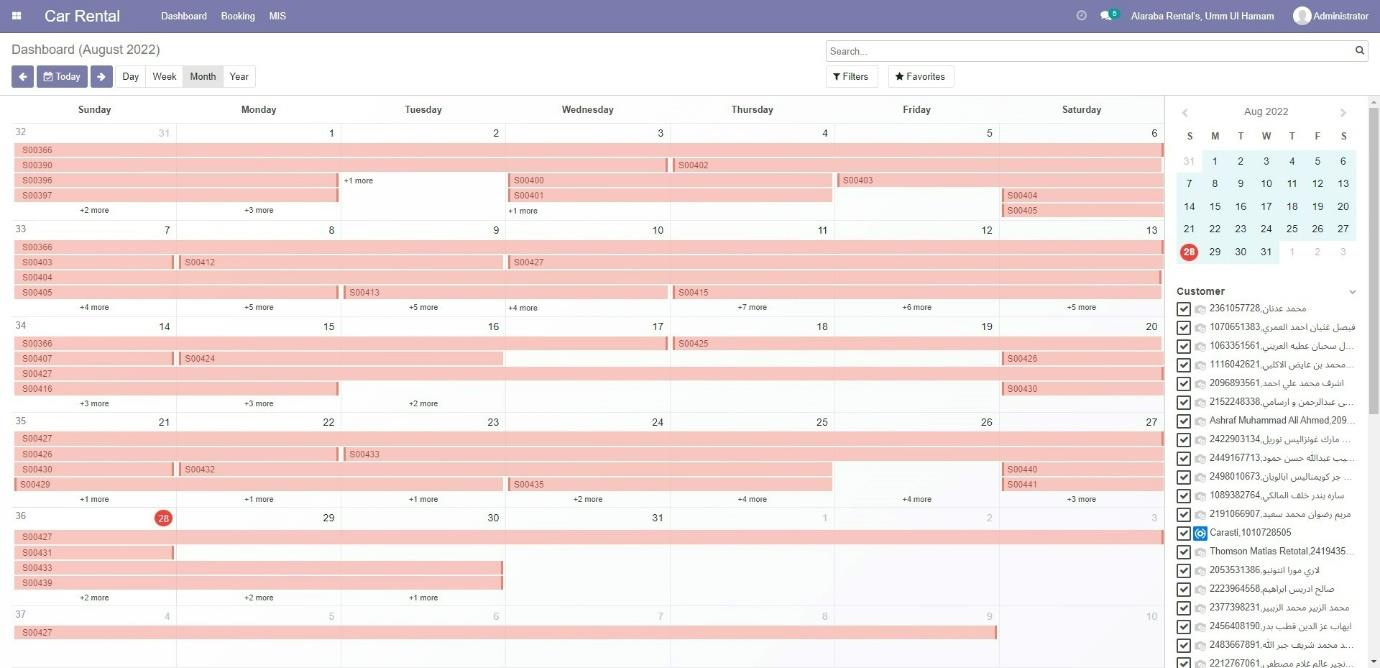 Car Rental Dashboard Booking MIS 6 Alaraba Rental's, Umm Ul Hamam Administrator
Dashboard (August 2022)
Search...
Today Day Week Month Year Filters Favorites
Sunday Monday Tuesday Wednesday Thursday Friday Saturday
32 31 1 2 3 4 5 6
S00366
S00390 S00402
S00396 +1 more S00400 S00403
S00397 S00401 S00404
+2 more +3 more +1 more S00405
33 7 8 9 10 11 12 13
S00366
S00403 S00412 S00427
S00404
S00405 S00413 S00415
+4 more +5 more +5 more +4 more +7 more +6 more +5 more
34 14 15 16 17 18 19 20
S00366 S00425
S00407 S00424 S00426
S00427
S00416 S00430
+3 more +3 more +2 more
35 21 22 23 24 25 26 27
S00427
S00426 S00433
S00430 S00432 S00440
S00429 S00435 S00441
+1 more +1 more +1 more +2 more +4 more +4 more +3 more
36 28 29 30 31 1 2 3
S00427
S00431
S00433
S00439
+2 more +2 more +1 more
37 4 5 6 7 8 9 10
S00427
Aug 2022
S M T W T F S
31 1 2 3 4 5 6
7 8 9 10 11 12 13
14 15 16 17 18 19 20
21 22 23 24 25 26 27
28 29 30 31 1 2 3
Customer
محمد عدنان,2361057728
فيصل غثيان احمد العمري,1070651383
ل سحبان عطيه العريني,1063351561...
محمد بن عايض الاكلبي,1116042621...
اشرف محمد علي احمد,2096893561
ى عبدالرحمن و ارسامي,2152248338...
Ashraf Muhammad Ali Ahmed,209...
مارك غونزاليس توريل,2422903134...
يب عبدالله حسن حمود,2449167713...
جر كويمناليس ابالويان,2498010673...
ساره بندر خلف المالكي,1089382764
مريم رضوان محمد سعيد,2191066907
Carasti,1010728505
Thomson Matias Retotal,2419435...
لاري مورا انتونيو,2053531386
صالح ادريس ابراهيم,2223964558
محمد الزبير محمد الزبيير,2377398231
ايهاب عز الدين قطب بدر,2456408190
د محمد شريف جبر الله,2483667891...
نجير عالم غلام مصطفى,2212767061...